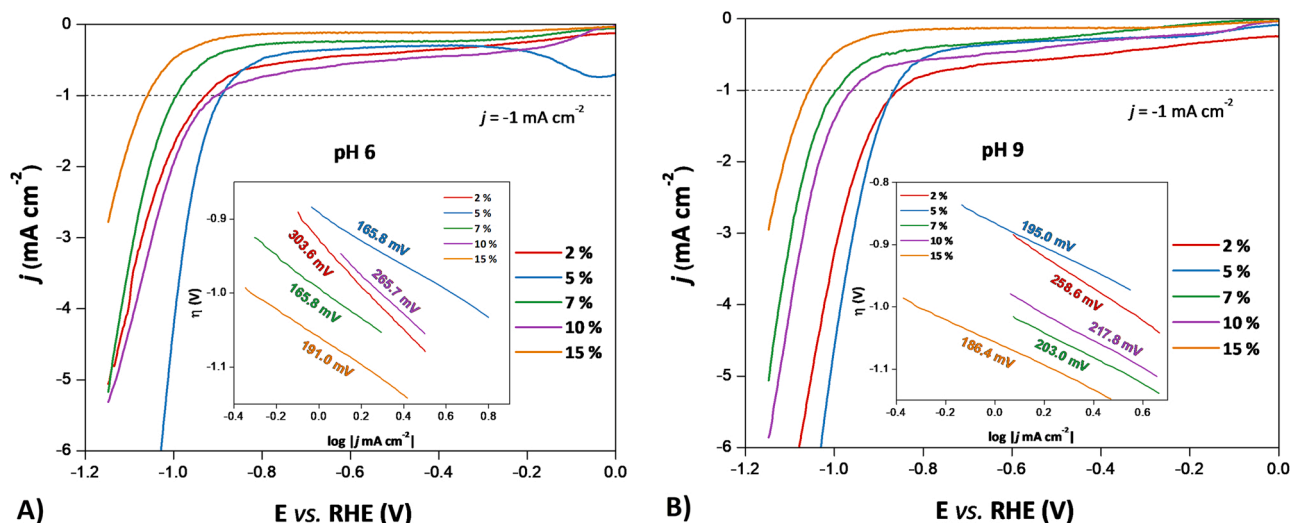 0
-1
-2
-3
-4
-5
-6
j (mA cm-2)
-1.2
-1.0
-0.8
-0.6
-0.4
-0.2
0.0
E vs. RHE (V)
A)
j = -1 mA cm-2
pH 6
2 %
5 %
7 %
10 %
15 %
-0.9
-1.0
-1.1
η (V)
-0.4
0.0
0.4
0.8
log |j mA cm-2|
165.8 mV
303.6 mV
265.7 mV
165.8 mV
191.0 mV
2 %
5 %
7 %
10 %
15 %
0
-1
-2
-3
-4
-5
-6
j (mA cm-2)
-1.2
-1.0
-0.8
-0.6
-0.4
-0.2
0.0
E vs. RHE (V)
B)
j = -1 mA cm-2
pH 9
2 %
5 %
7 %
10 %
15 %
-0.8
-0.9
-1.0
-1.1
η (V)
-0.4
0.0
0.2
0.4
0.6
log |j mA cm-2|
195.0 mV
258.6 mV
217.8 mV
203.0 mV
186.4 mV
2 %
5 %
7 %
10 %
15 %